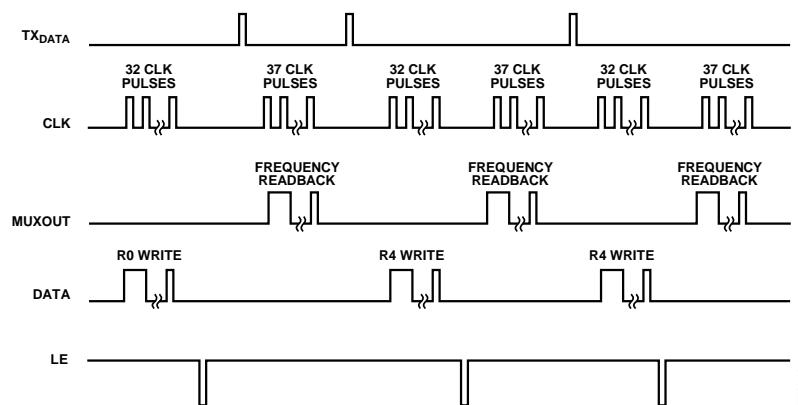 TXDATA
32 CLK
PULSES
37 CLK
PULSES
32 CLK
PULSES
37 CLK
PULSES
32 CLK
PULSES
37 CLK
PULSES
CLK
FREQUENCY
READBACK
FREQUENCY
READBACK
FREQUENCY
READBACK
MUXOUT
R0 WRITE
R4 WRITE
R4 WRITE
DATA
LE